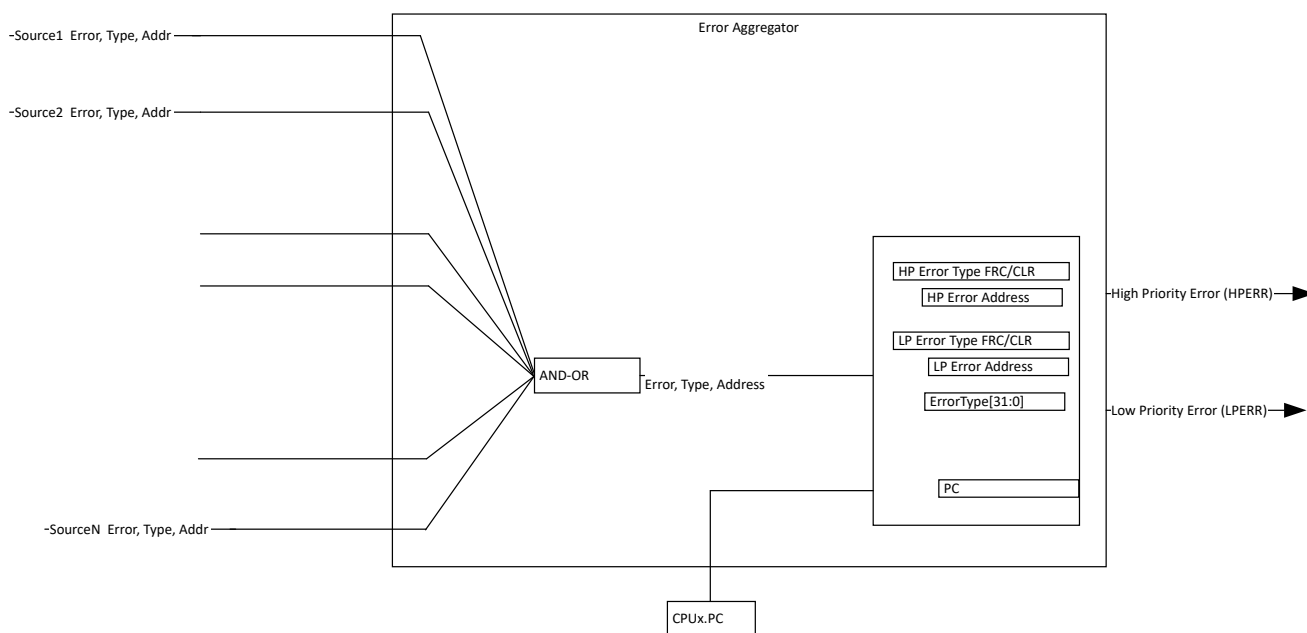 Error Aggregator
Source1 Error, Type, Addr
Source2 Error, Type, Addr
HP Error Type FRC/CLR
HP Error Address
High Priority Error (HPERR)
LP Error Type FRC/CLR
LP Error Address
AND-OR
Error, Type, Address
ErrorType[31:0]
Low Priority Error (LPERR)
PC
SourceN Error, Type, Addr
CPUx.PC